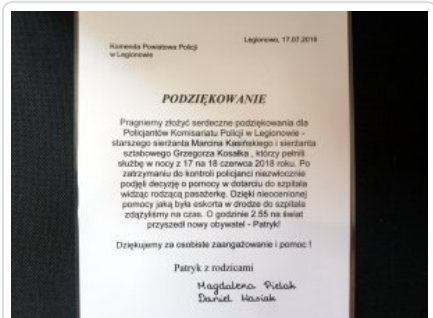 Legionowo, 17.07.2018
Komenda Powiatowa Policji
w Legionowie
PODZIĘKOWANIE
Pragniemy złożyć serdeczne podziękowania dla
Policjantów Komisariatu Policji w Legionowie -
starszego sierżanta Marcina Kasińskiego i sierżanta
sztabowego Grzegorza Kosałka , którzy pełnili
służbę w nocy z 17 na 18 czerwca 2018 roku. Po
zatrzymaniu do kontroli policjanci niezwłocznie
podjęli decyzję o pomocy w dotarciu do szpitala
widząc rodzącą pasażerkę. Dzięki nieocenionej
pomocy jaką była eskorta w drodze do szpitala
zdążyliśmy na czas. O godzinie 2.55 na świat
przyszedł nowy obywatel - Patryk!
Dziękujemy za osobiste zaangażowanie i pomoc !
Patryk z rodzicami
Magdalena Pielak
Daniel Masiak